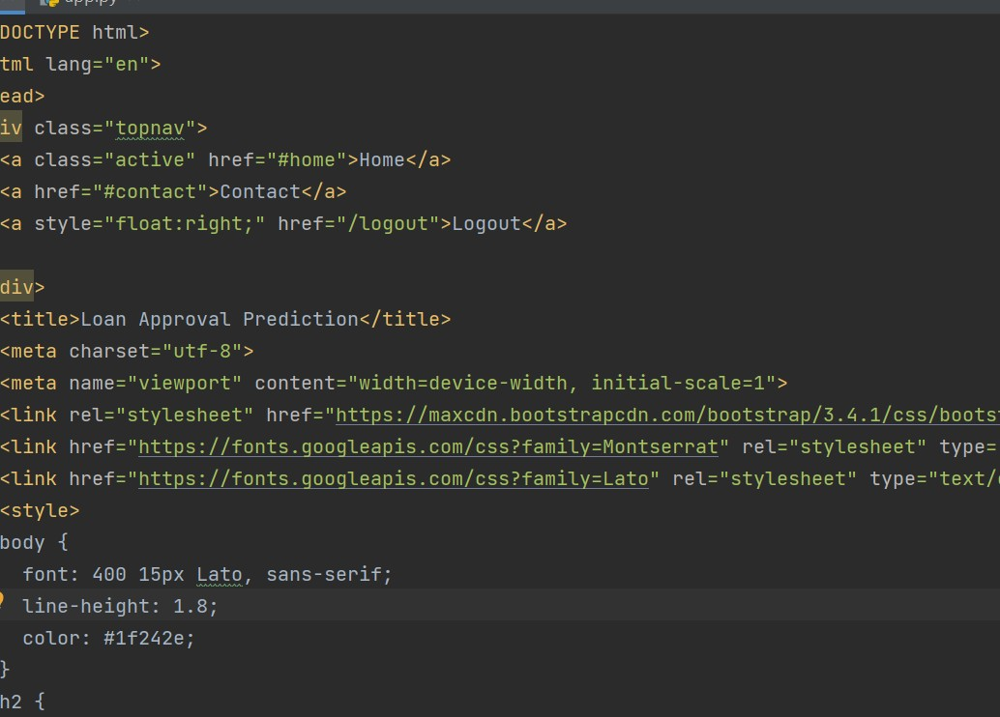 app.py
DOCTYPE html>
tml lang="en">
ead>
iv class="topnav">
<a class="active" href="#home">Home</a>
<a href="#contact">Contact</a>
<a style="float:right;" href="/logout">Logout</a>
div>
<title>Loan Approval Prediction</title>
<meta charset="utf-8">
<meta name="viewport" content="width=device-width, initial-scale=1">
<link rel="stylesheet" href="https://maxcdn.bootstrapcdn.com/bootstrap/3.4.1/css/boots
<link href="https://fonts.googleapis.com/css?family=Montserrat" rel="stylesheet" type=
<link href="https://fonts.googleapis.com/css?family=Lato" rel="stylesheet" type="text/
<style>
body {
font: 400 15px Lato, sans-serif;
line-height: 1.8;
color: #1f242e;
}
h2 {